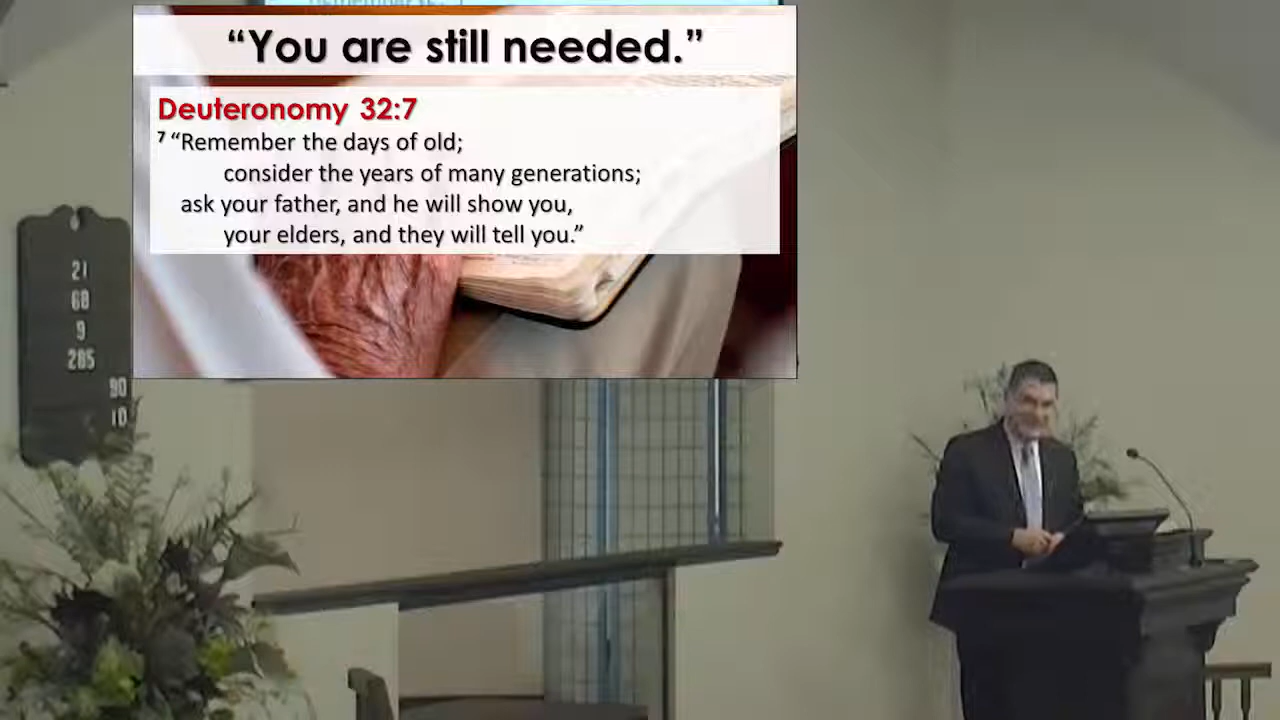 “You are still needed.”
Deuteronomy 32:7
7 “Remember the days of old;
consider the years of many generations;
ask your father, and he will show you,
your elders, and they will tell you.”
21
68
9
285
90
10